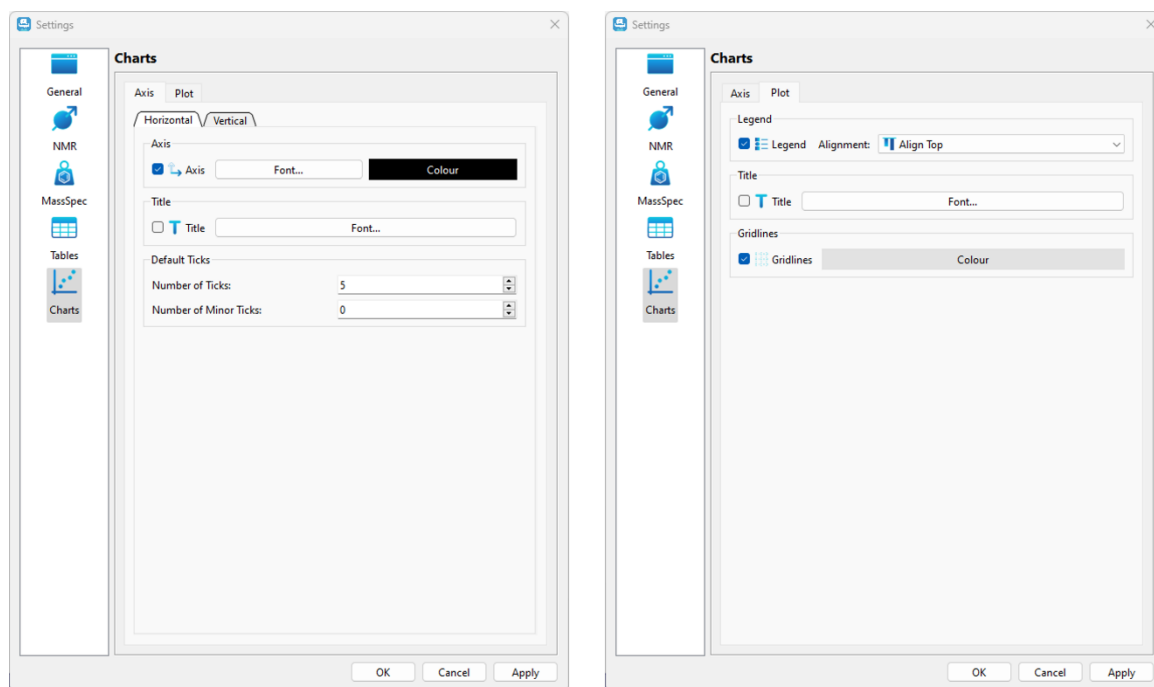 Settings
Charts
General
NMR
MassSpec
Tables
Charts
Axis Plot
Horizontal Vertical
Axis
Axis Font... Colour
Title
Title Font...
Default Ticks
Number of Ticks: 5
Number of Minor Ticks: 0
OK Cancel Apply
Settings
Charts
General
NMR
MassSpec
Tables
Charts
Axis Plot
Legend
Legend Alignment: Align Top
Title
Title Font...
Gridlines
Gridlines Colour
OK Cancel Apply